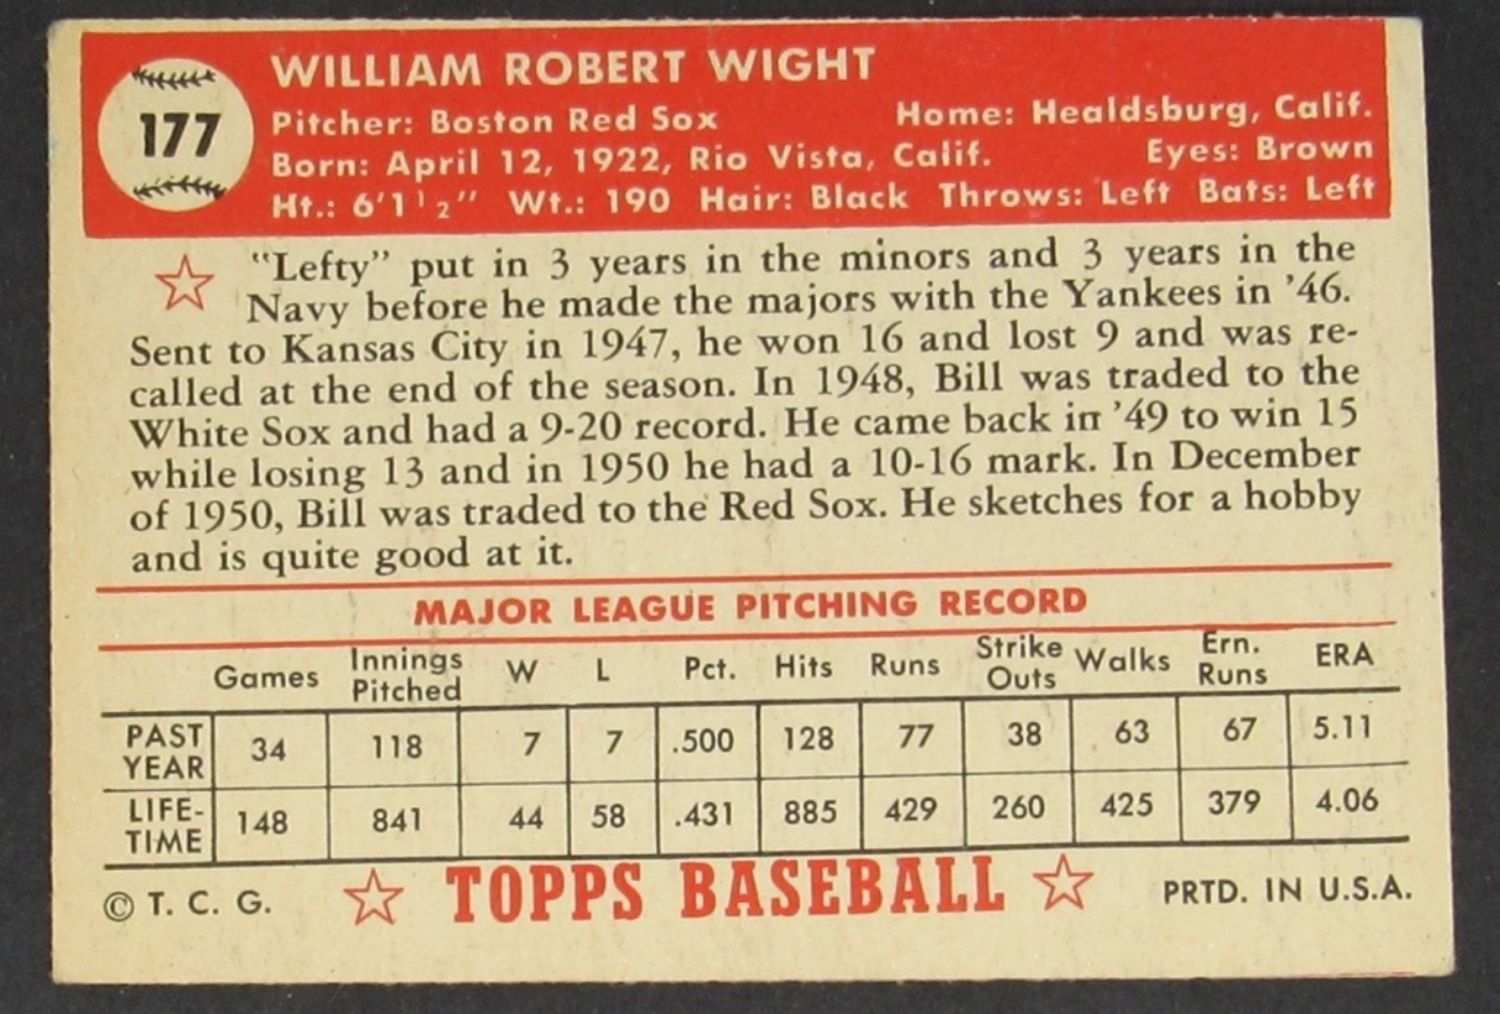 177
WILLIAM ROBERT WIGHT
Pitcher: Boston Red Sox Home: Healdsburg, Calif.
Born: April 12, 1922, Rio Vista, Calif. Eyes: Brown
Ht.: 6'1 1/2" Wt.: 190 Hair: Black Throws: Left Bats: Left
"Lefty" put in 3 years in the minors and 3 years in the
Navy before he made the majors with the Yankees in '46.
Sent to Kansas City in 1947, he won 16 and lost 9 and was re-
called at the end of the season. In 1948, Bill was traded to the
White Sox and had a 9-20 record. He came back in '49 to win 15
while losing 13 and in 1950 he had a 10-16 mark. In December
of 1950, Bill was traded to the Red Sox. He sketches for a hobby
and is quite good at it.
MAJOR LEAGUE PITCHING RECORD
Games Innings Pitched W L Pct. Hits Runs Strike Outs Walks Ern. Runs ERA
PAST YEAR 34 118 7 7 .500 128 77 38 63 67 5.11
LIFE-TIME 148 841 44 58 .431 885 429 260 425 379 4.06
© T. C. G. TOPPS BASEBALL PRTD. IN U.S.A.